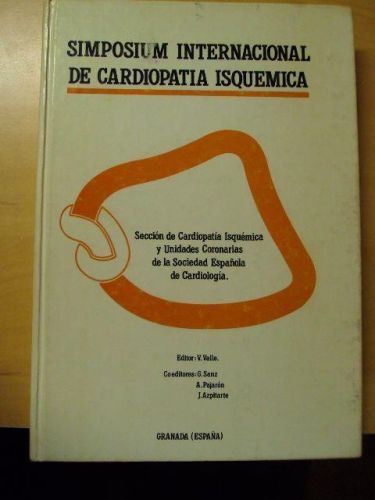 SIMPOSIUM INTERNACIONAL
DE CARDIOPATIA ISQUEMICA
Sección de Cardiopatía Isquémica
y Unidades Coronarias
de la Sociedad Española
de Cardiología.
Editor: V. Valle.
Coeditores: G. Sanz
A. Pajarón
J. Azpitarte
GRANADA (ESPAÑA)